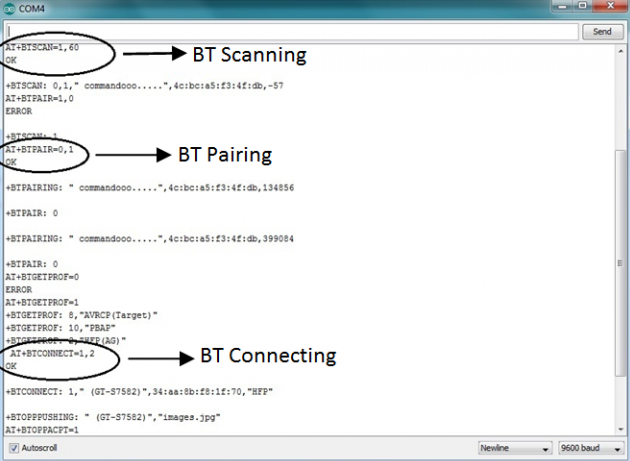 COM4
Send
AT+BTSCAN=1,60
BT Scanning
OK
+BTSCAN: 0,1," commandooo.....",4c:bc:a5:f3:4f:db,-57
AT+BTPAIR=1,0
ERROR
+BTSCAN: 1
AT+BTPAIR=0,1
BT Pairing
OK
+BTPAIRING: " commandooo.....",4c:bc:a5:f3:4f:db,134856
+BTPAIR: 0
+BTPAIRING: " commandooo.....",4c:bc:a5:f3:4f:db,399084
+BTPAIR: 0
AT+BTGETPROF=0
ERROR
AT+BTGETPROF=1
+BTGETPROF: 8,"AVRCP(Target)"
+BTGETPROF: 10,"PBAP"
+BTGETPROF: 2,"HFP(AG)"
AT+BTCONNECT=1,2
BT Connecting
OK
+BTCONNECT: 1," (GT-S7582)",34:aa:8b:f8:1f:70,"HFP"
+BTOPPPUSHING: " (GT-S7582)","images.jpg"
AT+BTOPPACPT=1
Autoscroll
Newline
9600 baud